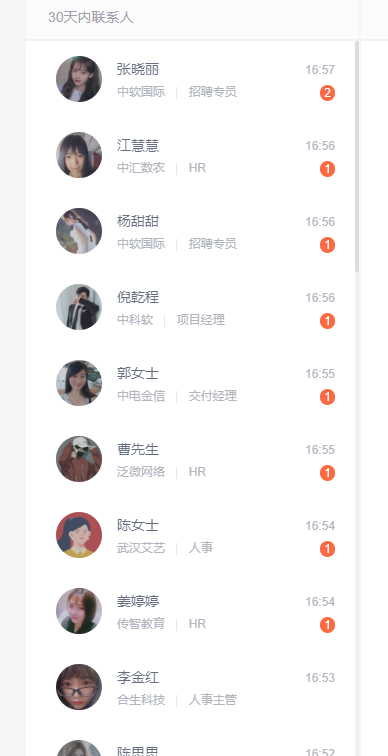 30天内联系人
张晓丽 16:57
中软国际 | 招聘专员 2
江慧慧 16:56
中汇数农 | HR 1
杨甜甜 16:56
中软国际 | 招聘专员 1
倪乾程 16:56
中科软 | 项目经理 1
郭女士 16:55
中电金信 | 交付经理 1
曹先生 16:55
泛微网络 | HR 1
陈女士 16:54
武汉艾艺 | 人事 1
姜婷婷 16:54
传智教育 | HR 1
李金红 16:53
合生科技 | 人事主管
陈思思 16:52